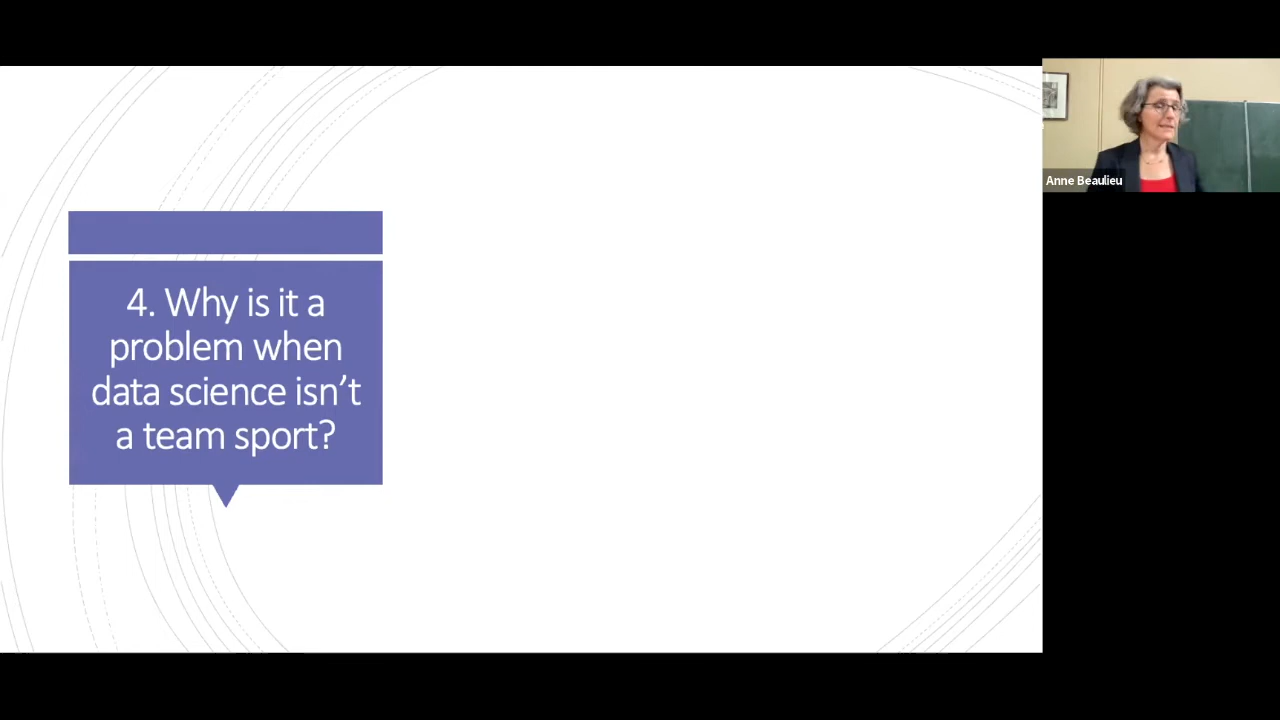 4. Why is it a
problem when
data science isn’t
a team sport?
Anne Beaulieu